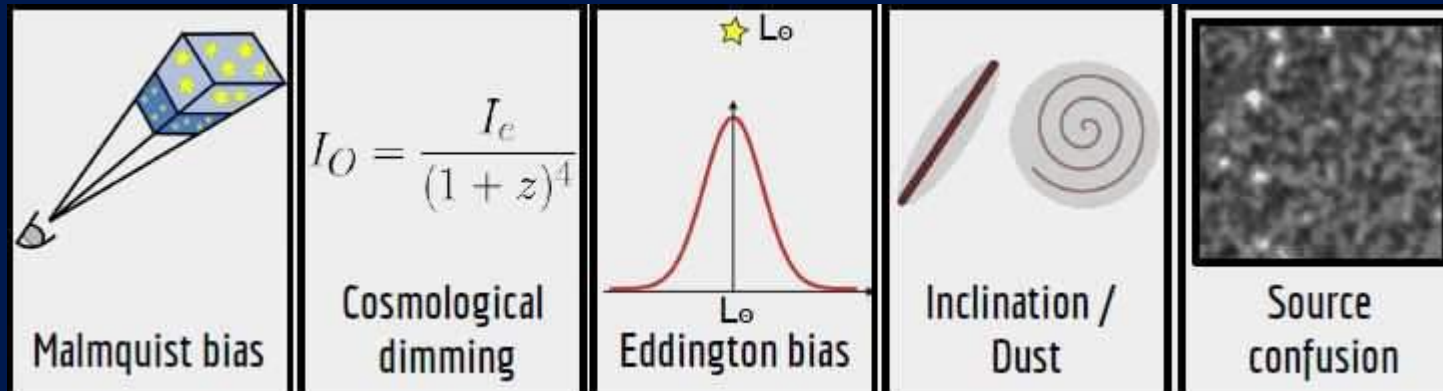 Malmquist bias
I_O = I_e / (1 + z)^4
Cosmological
dimming
L⊙
L⊙
Eddington bias
Inclination /
Dust
Source
confusion